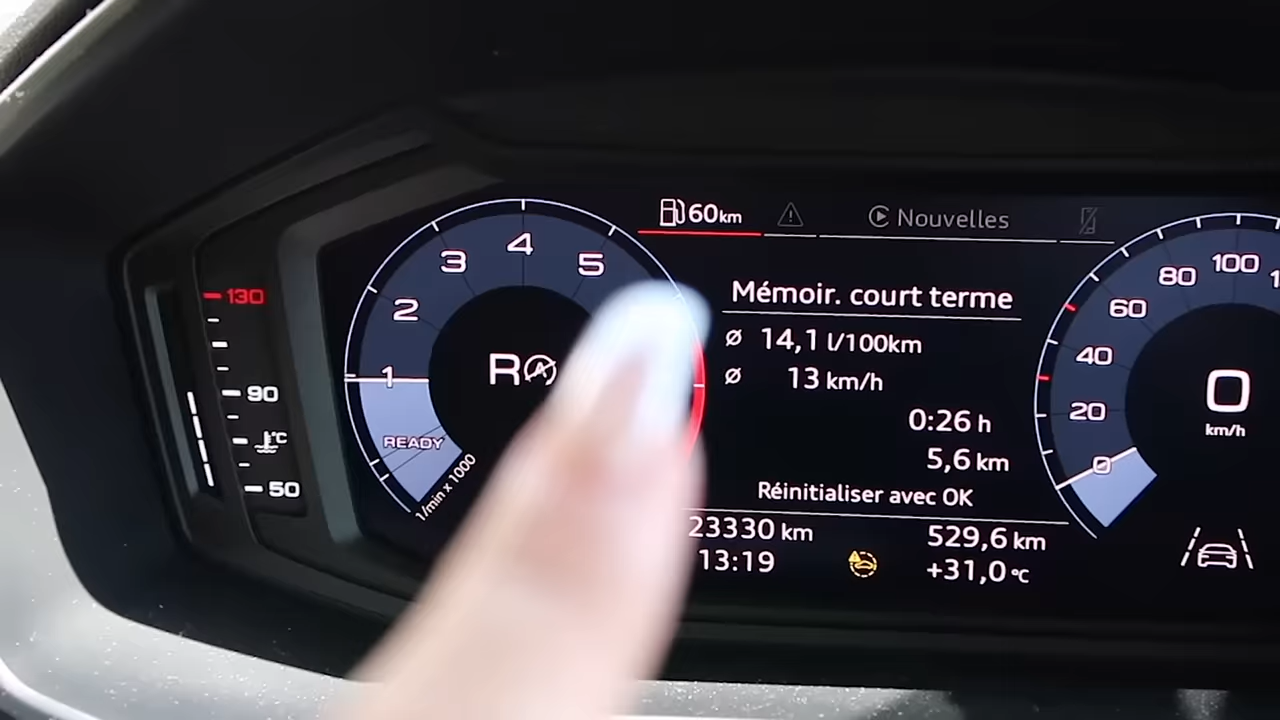 60km
Nouvelles
130
90
°C
50
1
2
3
4
5
READY
1/min x 1000
R
Mémoir. court terme
ø 14,1 l/100km
ø 13 km/h
0:26 h
5,6 km
Réinitialiser avec OK
23330 km
529,6 km
13:19
+31,0 °C
0
20
40
60
80
100
0
km/h